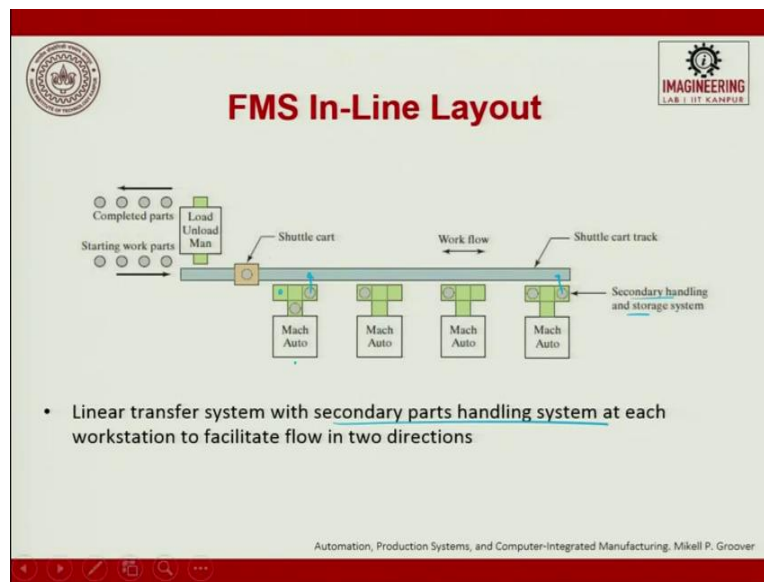 IMAGINEERING
LAB | IIT KANPUR
FMS In-Line Layout
Completed parts
Starting work parts
Load
Unload
Man
Shuttle cart
Work flow
Shuttle cart track
Secondary handling
and storage system
Mach
Auto
Mach
Auto
Mach
Auto
Mach
Auto
• Linear transfer system with secondary parts handling system at each
workstation to facilitate flow in two directions
Automation, Production Systems, and Computer-Integrated Manufacturing. Mikell P. Groover